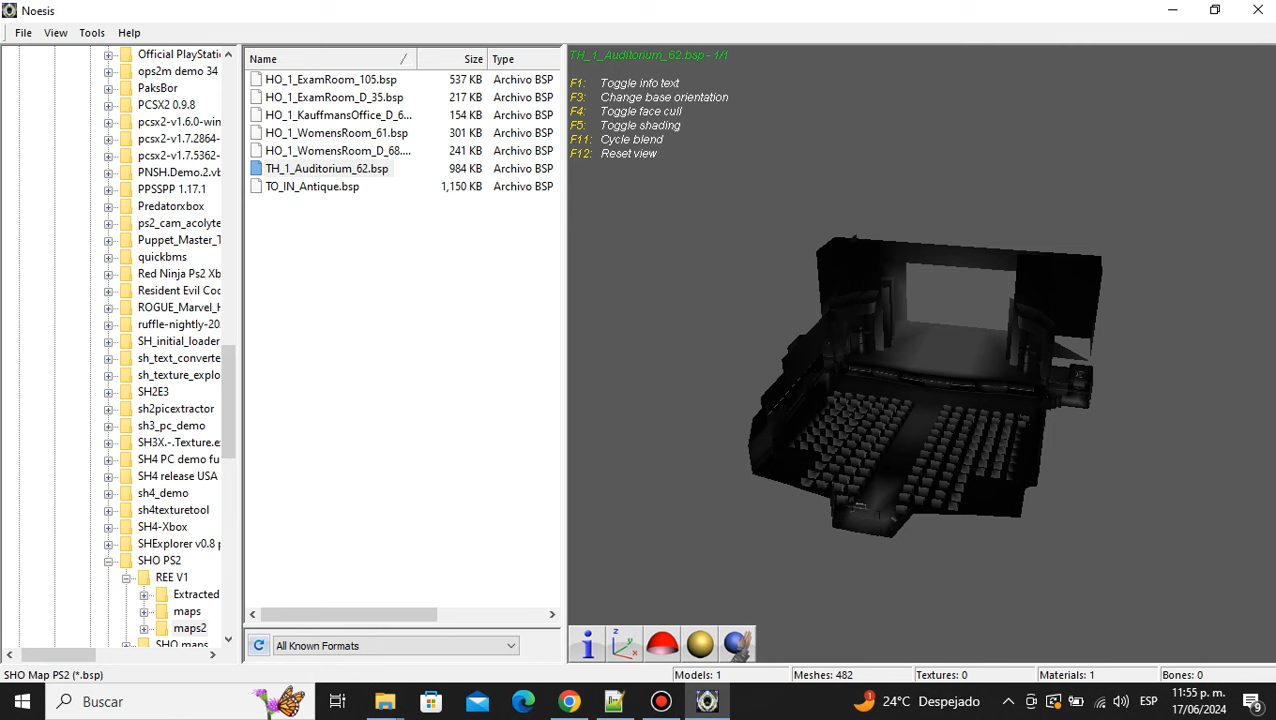 Noesis
File View Tools Help
Official PlayStatio
ops2m demo 34
PaksBor
PCSX2 0.9.8
pcsx2-v1.6.0-win
pcsx2-v1.7.2864-
pcsx2-v1.7.5362-
PNSH.Demo.2.vb
PPSSPP 1.17.1
Predatorxbox
ps2_cam_acolyte
Puppet_Master_T
quickbms
Red Ninja Ps2 Xb
Resident Evil Coc
ROGUE_Marvel_H
ruffle-nightly-20
SH_initial_loader
sh_text_converte
sh_texture_explo
SH2E3
sh2picextractor
sh3_pc_demo
SH3X.-.Texture.e
SH4 PC demo fu
SH4 release USA
sh4_demo
sh4texturetool
SH4-Xbox
SHExplorer v0.8 p
SHO PS2
REE V1
Extracted
maps
maps2
SHO maps
Name Size Type
HO_1_ExamRoom_105.bsp 537 KB Archivo BSP
HO_1_ExamRoom_D_35.bsp 217 KB Archivo BSP
HO_1_KauffmansOffice_D_6... 154 KB Archivo BSP
HO_1_WomensRoom_61.bsp 301 KB Archivo BSP
HO_1_WomensRoom_D_68.... 241 KB Archivo BSP
TH_1_Auditorium_62.bsp 984 KB Archivo BSP
TO_IN_Antique.bsp 1,150 KB Archivo BSP
All Known Formats
TH_1_Auditorium_62.bsp - 1/1
F1: Toggle info text
F3: Change base orientation
F4: Toggle face cull
F5: Toggle shading
F11: Cycle blend
F12: Reset view
SHO Map PS2 (*.bsp) Models: 1 Meshes: 482 Textures: 0 Materials: 1 Bones: 0
Buscar
24°C Despejado
ESP
11:55 p. m.
17/06/2024
9